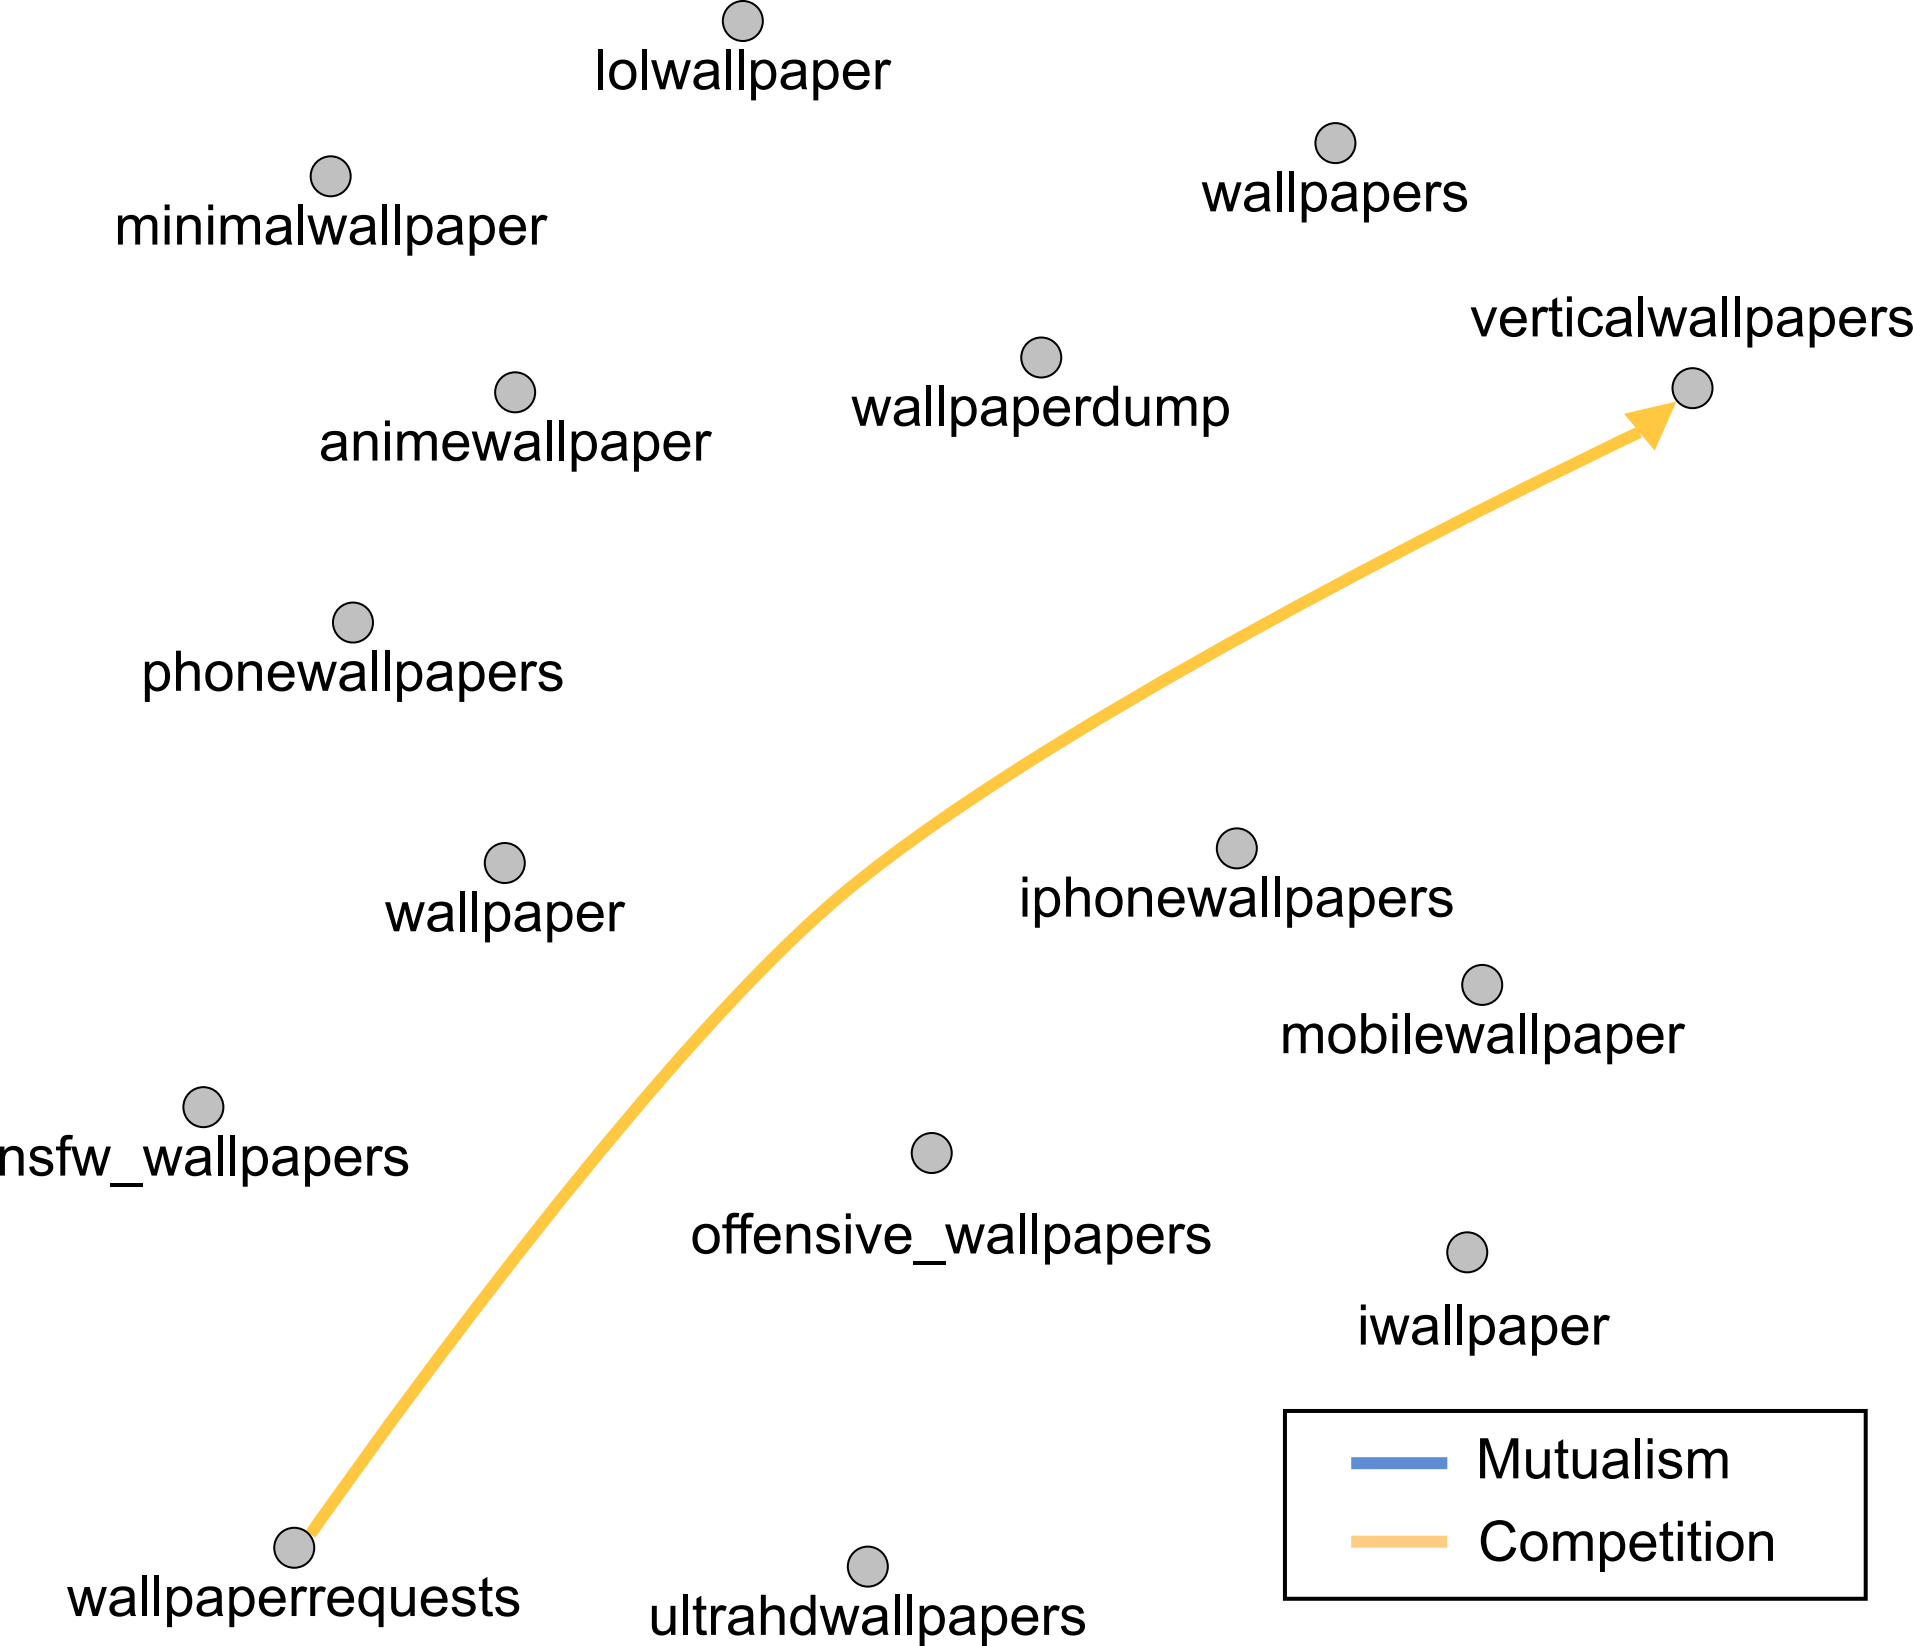 lolwallpaper
wallpapers
minimalwallpaper
verticalwallpapers
wallpaperdump
animewallpaper
phonewallpapers
iphonewallpapers
wallpaper
mobilewallpaper
nsfw_wallpapers
offensive_wallpapers
iwallpaper
Mutualism
Competition
wallpaperrequests
ultrahdwallpapers